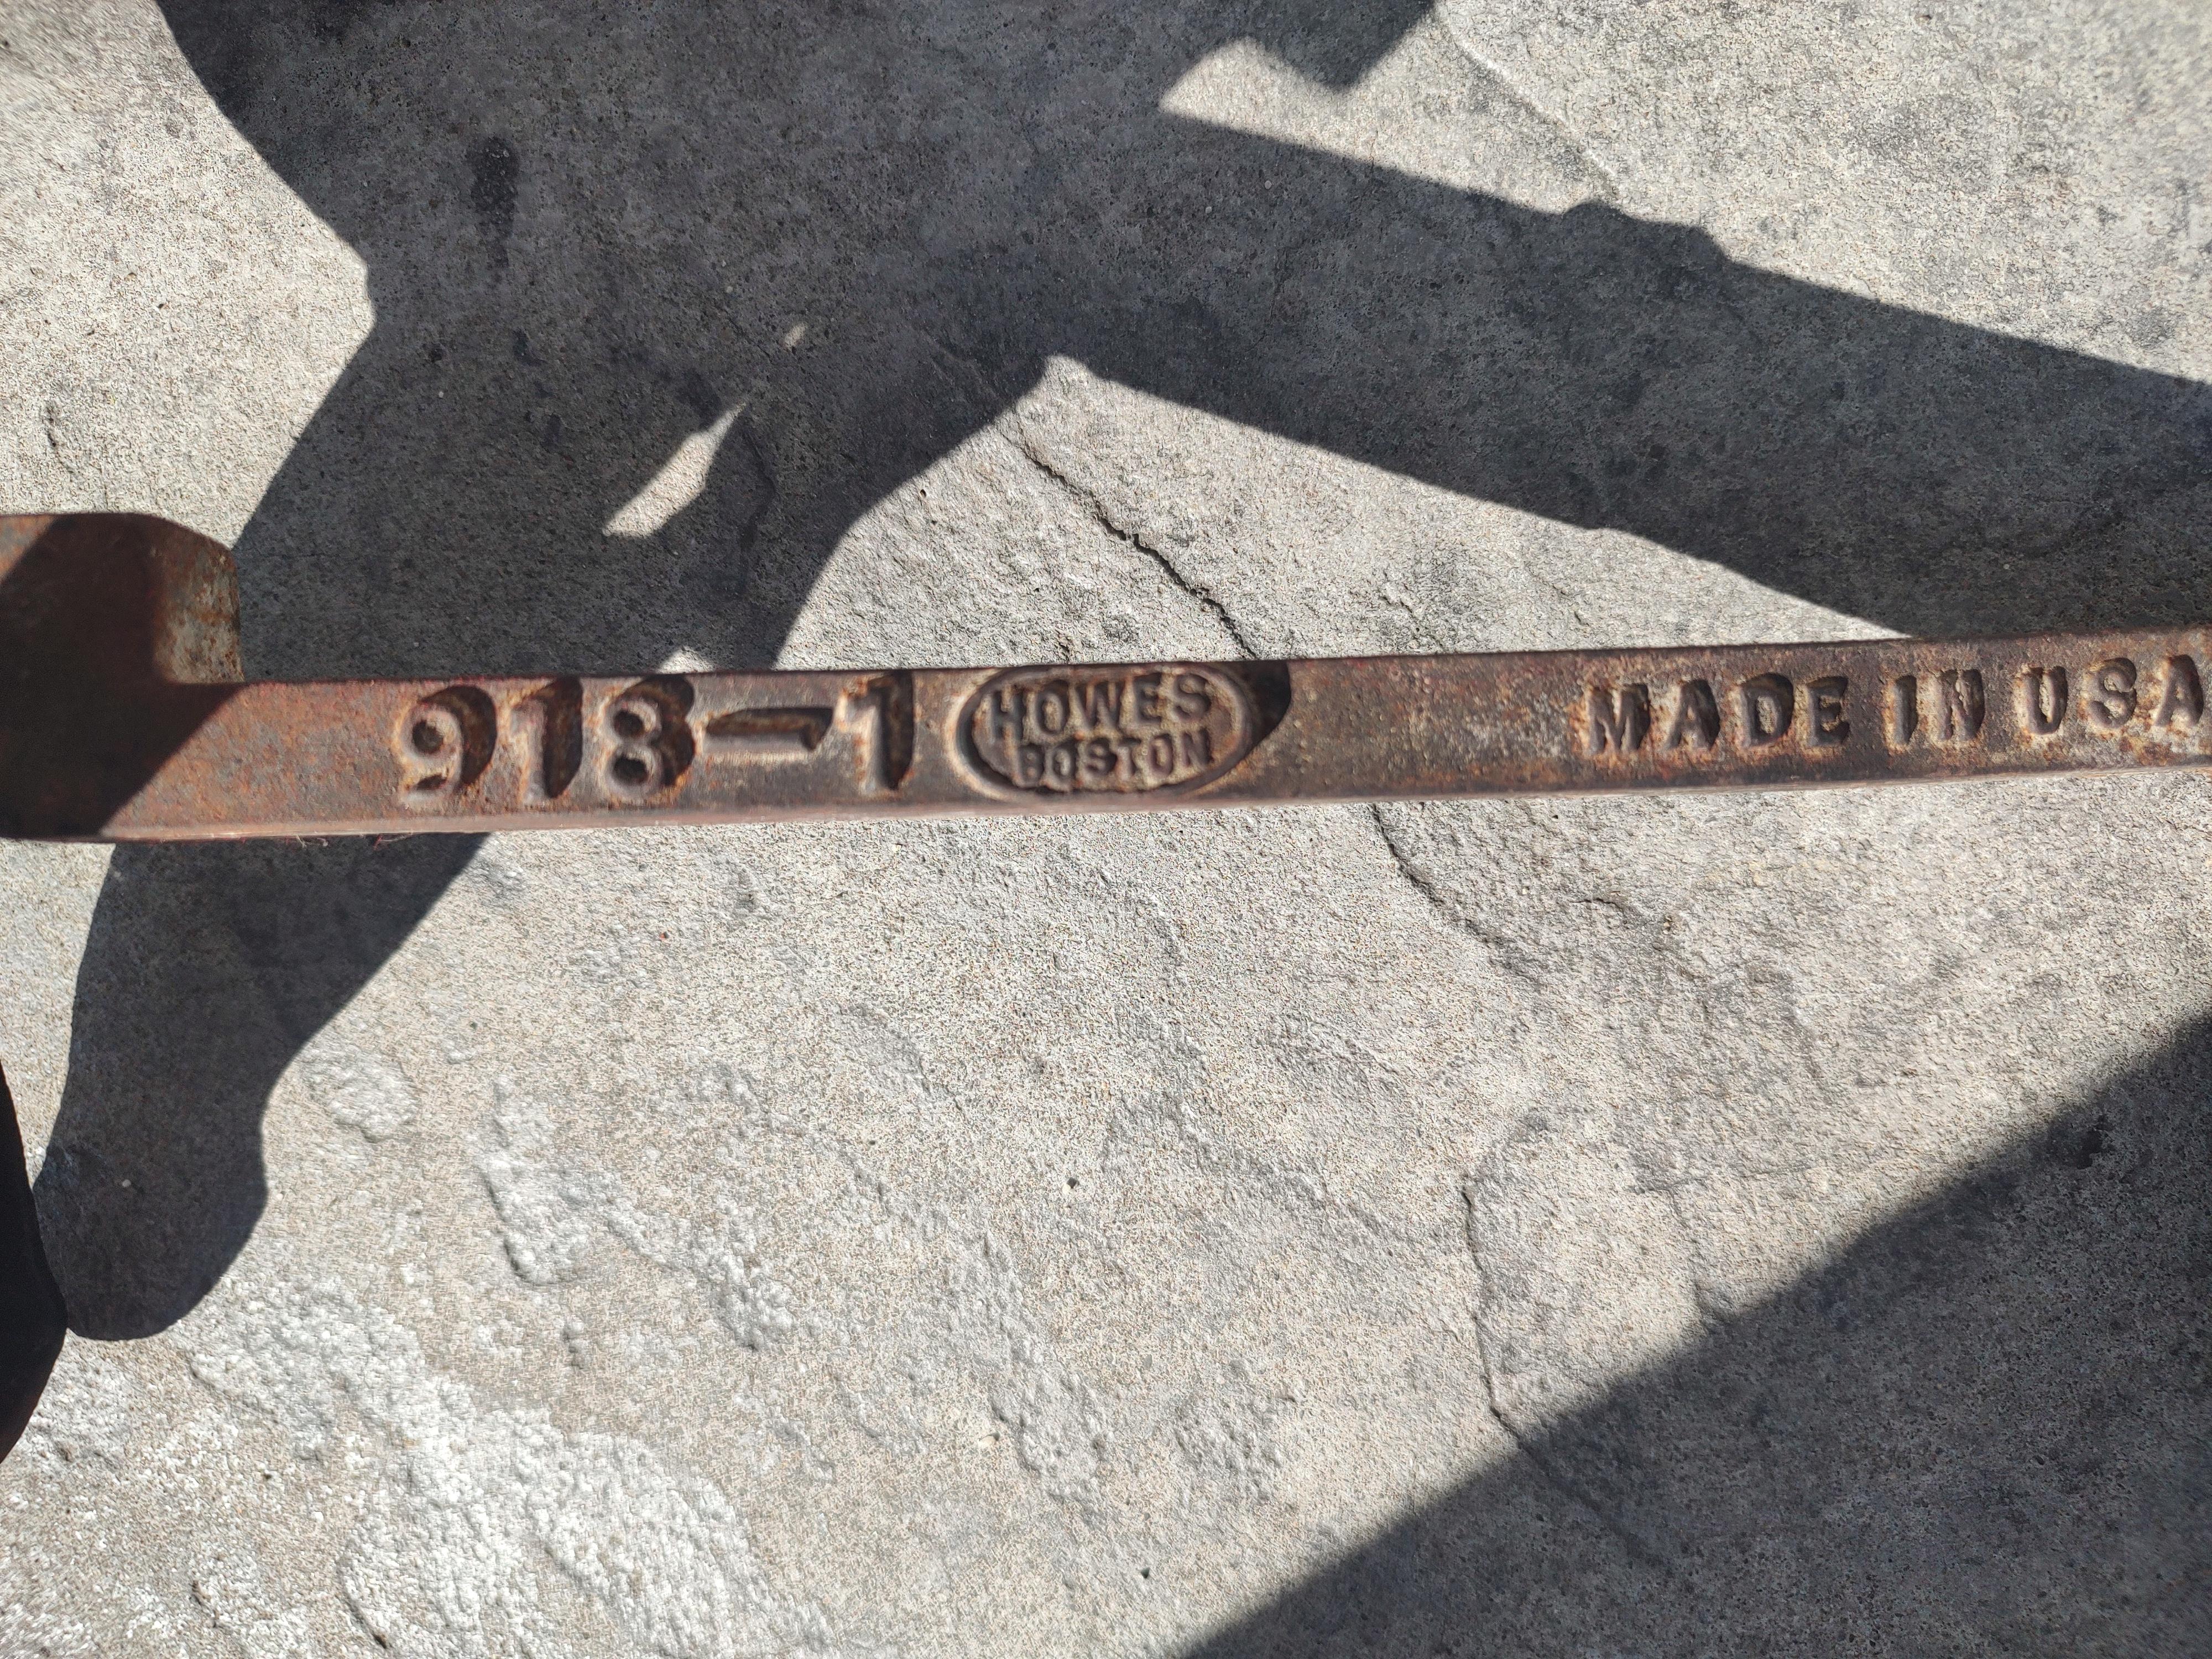 918-1 HOWES BOSTON MADE IN USA